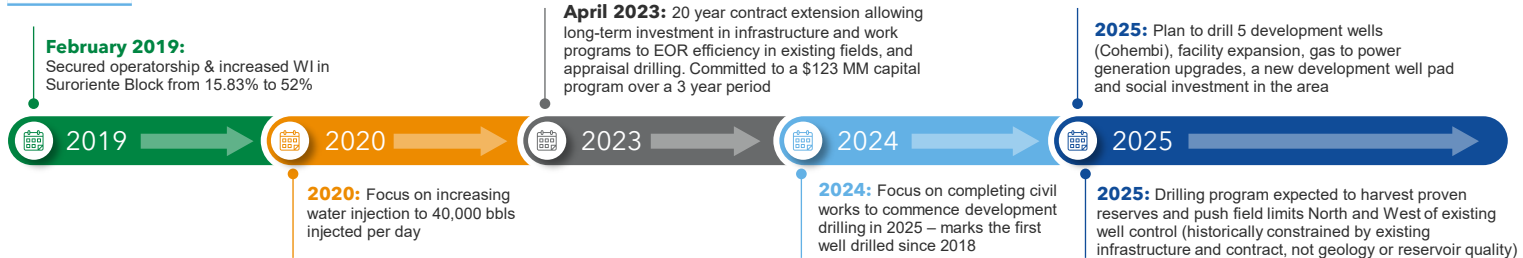 February 2019:
Secured operatorship & increased WI in
Suroriente Block from 15.83% to 52%
April 2023: 20 year contract extension allowing
long-term investment in infrastructure and work
programs to EOR efficiency in existing fields, and
appraisal drilling. Committed to a $123 MM capital
program over a 3 year period
2025: Plan to drill 5 development wells
(Cohembi), facility expansion, gas to power
generation upgrades, a new development well pad
and social investment in the area
2019
2020
2023
2024
2025
2020: Focus on increasing
water injection to 40,000 bbls
injected per day
2024: Focus on completing civil
works to commence development
drilling in 2025 – marks the first
well drilled since 2018
2025: Drilling program expected to harvest proven
reserves and push field limits North and West of existing
well control (historically constrained by existing
infrastructure and contract, not geology or reservoir quality)